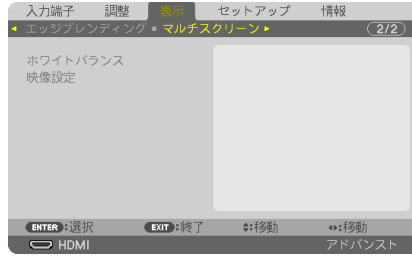 入力端子 調整 表示 セットアップ 情報
◂ エッジブレンディング • マルチスクリーン ▸ 2/2
ホワイトバランス
映像設定
ENTER:選択 EXIT:終了 ♦:移動 ◂▸:移動
HDMI アドバンスト